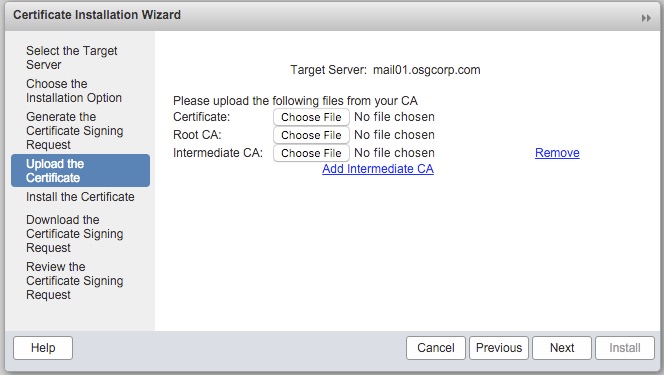 Certificate Installation Wizard
Select the Target
Server
Choose the
Installation Option
Generate the
Certificate Signing
Request
Upload the
Certificate
Install the Certificate
Download the
Certificate Signing
Request
Review the
Certificate Signing
Request
Target Server: mail01.osgcorp.com
Please upload the following files from your CA
Certificate: Choose File No file chosen
Root CA: Choose File No file chosen
Intermediate CA: Choose File No file chosen Remove
Add Intermediate CA
Help Cancel Previous Next Install